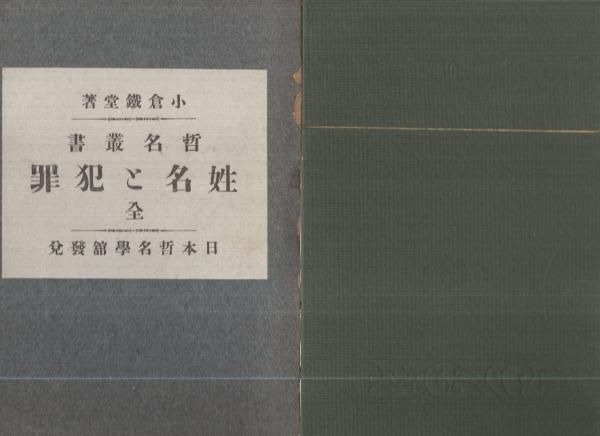 小倉鐵堂著
哲名叢書
姓名と犯罪
全
日本哲名學舘發兌